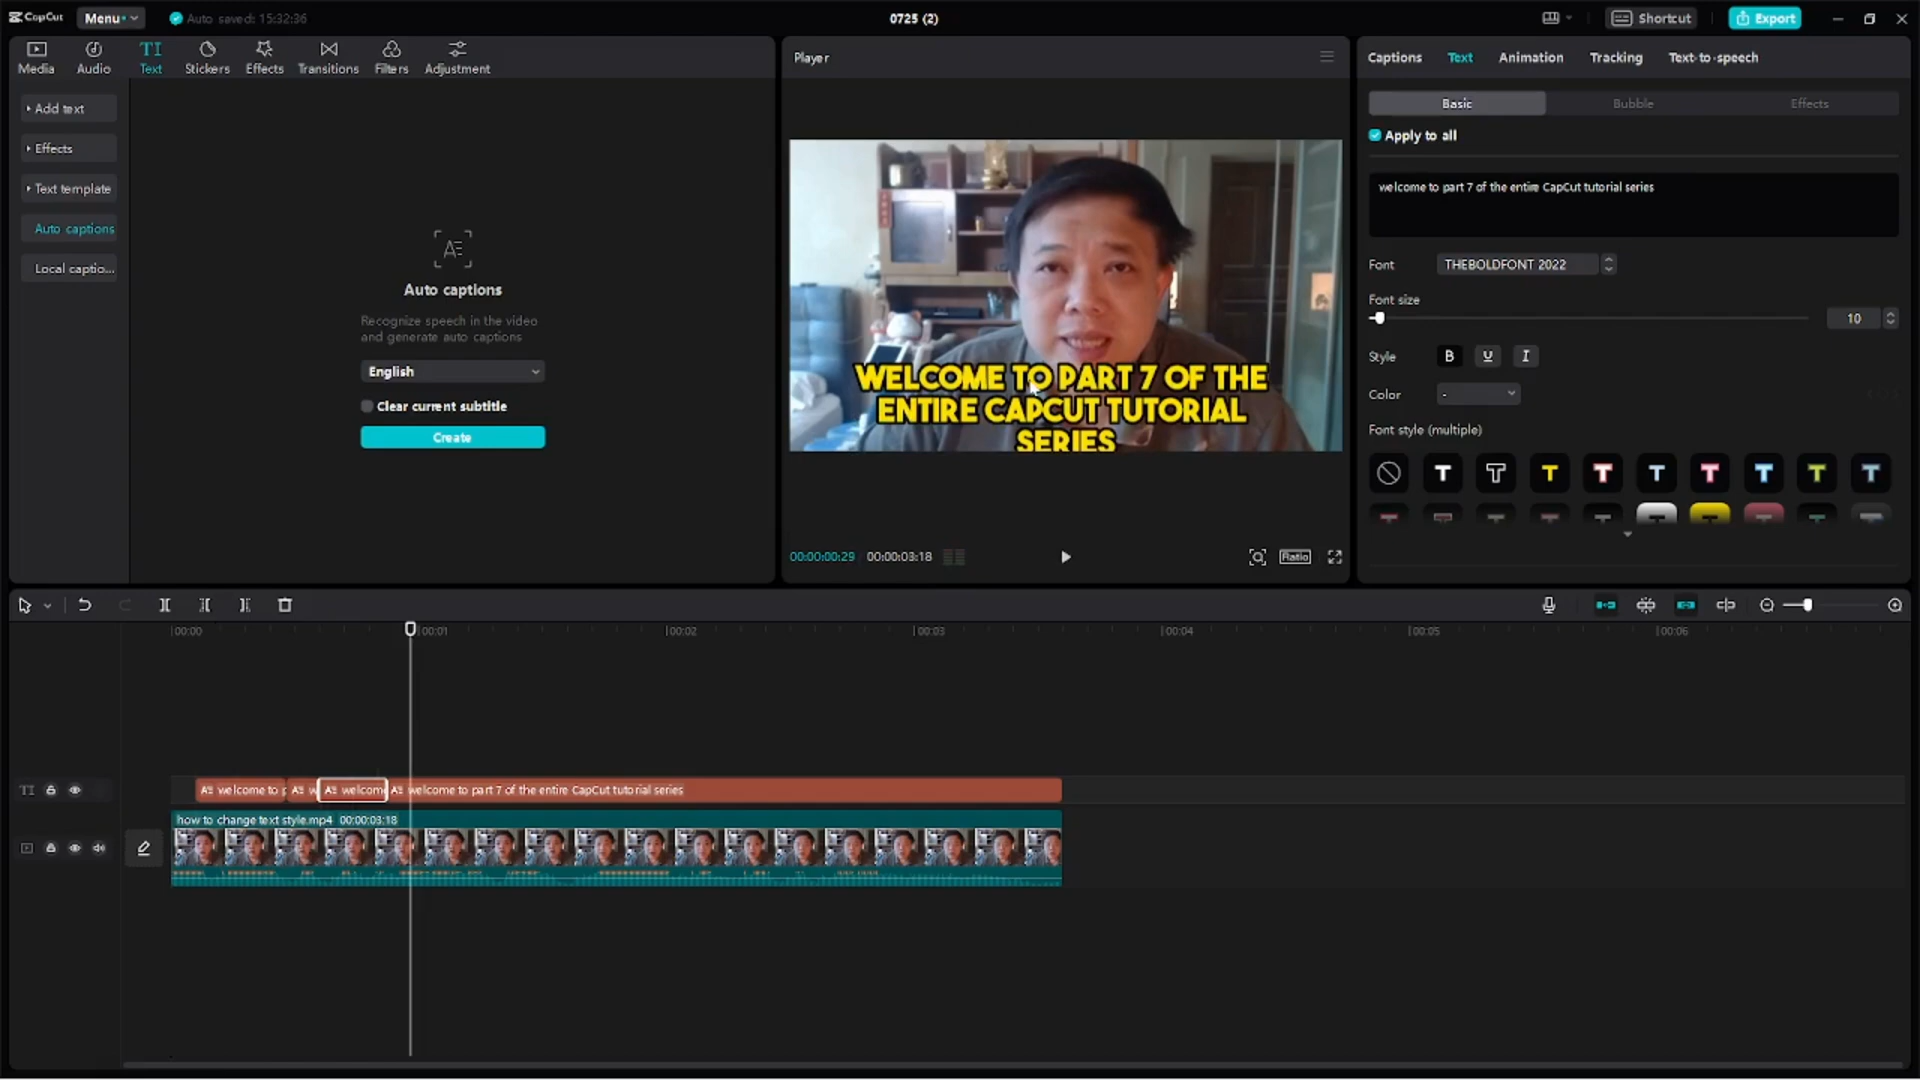 CapCut
Menu
Auto saved: 15:32:36
0725 (2)
Shortcut
Export
Media
Audio
TI
Text
Stickers
Effects
Transitions
Filters
Adjustment
Add text
Effects
Text template
Auto captions
Local captio...
Auto captions
Recognize speech in the video
and generate auto captions
English
Clear current subtitle
Create
Player
WELCOME TO PART 7 OF THE
ENTIRE CAPCUT TUTORIAL
SERIES
00:00:00:29
00:00:03:18
Ratio
Captions
Text
Animation
Tracking
Text-to-speech
Basic
Bubble
Effects
Apply to all
welcome to part 7 of the entire CapCut tutorial series
Font
THEBOLDFONT 2022
Font size
10
Style
B
U
I
Color
-
Font style (multiple)
T T T T T T T T T
00:00
00:01
00:02
00:03
00:04
00:05
00:06
TI
welcome to p
w
welcom
welcome to part 7 of the entire CapCut tutorial series
how to change text style.mp4 00:00:03:18